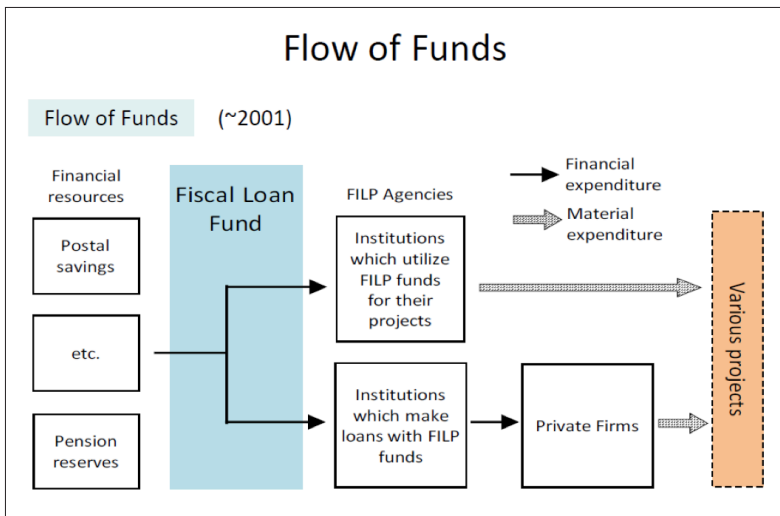 Flow of Funds
Flow of Funds (~2001)
Financial
resources
Postal
savings
etc.
Pension
reserves
Fiscal Loan
Fund
FILP Agencies
Institutions
which utilize
FILP funds
for their
projects
Institutions
which make
loans with FILP
funds
Financial
expenditure
Material
expenditure
Private Firms
Various projects